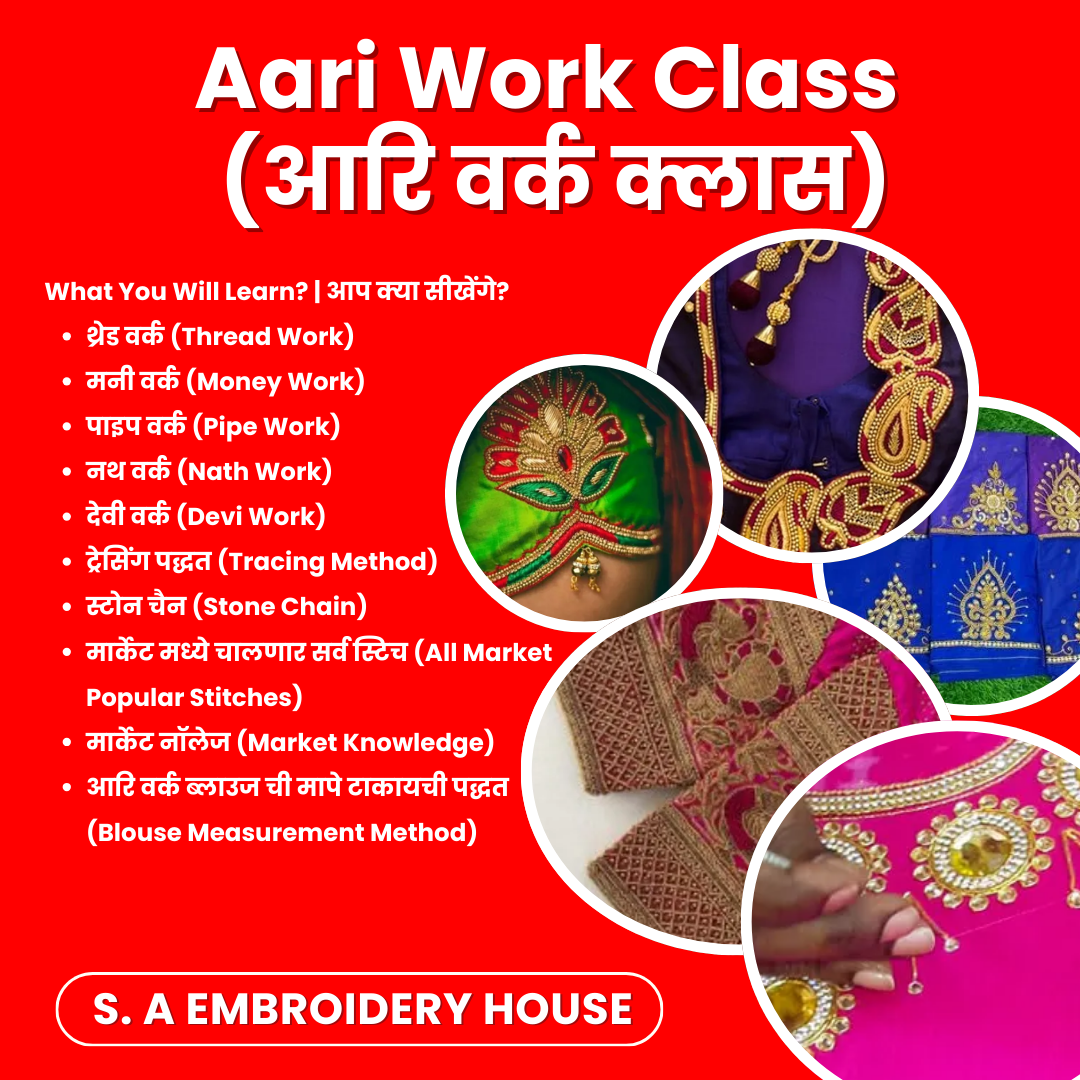 Aari Work Class
(आरि वर्क क्लास)
What You Will Learn? | आप क्या सीखेंगे?
• थ्रेड वर्क (Thread Work)
• मनी वर्क (Money Work)
• पाइप वर्क (Pipe Work)
• नथ वर्क (Nath Work)
• देवी वर्क (Devi Work)
• ट्रेसिंग पद्धत (Tracing Method)
• स्टोन चैन (Stone Chain)
• मार्केट मध्ये चालणार सर्व स्टिच (All Market
Popular Stitches)
• मार्केट नॉलेज (Market Knowledge)
• आरि वर्क ब्लाउज ची मापे टाकायची पद्धत
(Blouse Measurement Method)
S. A EMBROIDERY HOUSE